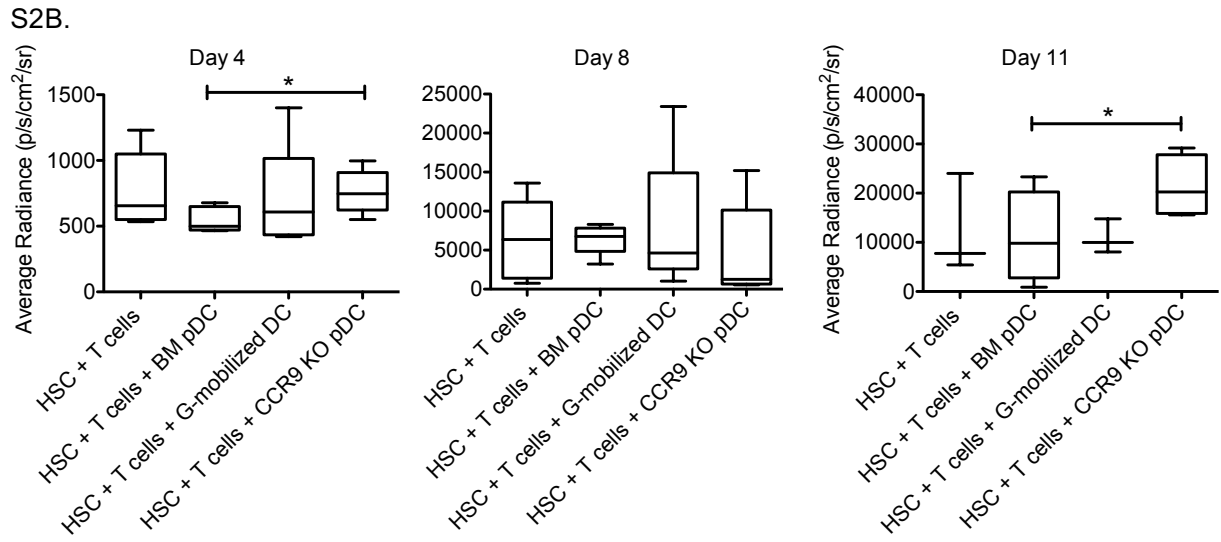 S2B.
Day 4
*
Average Radiance (p/s/cm²/sr)
1500
1000
500
0
HSC + T cells
HSC + T cells + BM pDC
HSC + T cells + G-mobilized DC
HSC + T cells + CCR9 KO pDC
Day 8
25000
20000
15000
10000
5000
0
HSC + T cells
HSC + T cells + BM pDC
HSC + T cells + G-mobilized DC
HSC + T cells + CCR9 KO pDC
Day 11
*
Average Radiance (p/s/cm²/sr)
40000
30000
20000
10000
0
HSC + T cells
HSC + T cells + BM pDC
HSC + T cells + G-mobilized DC
HSC + T cells + CCR9 KO pDC